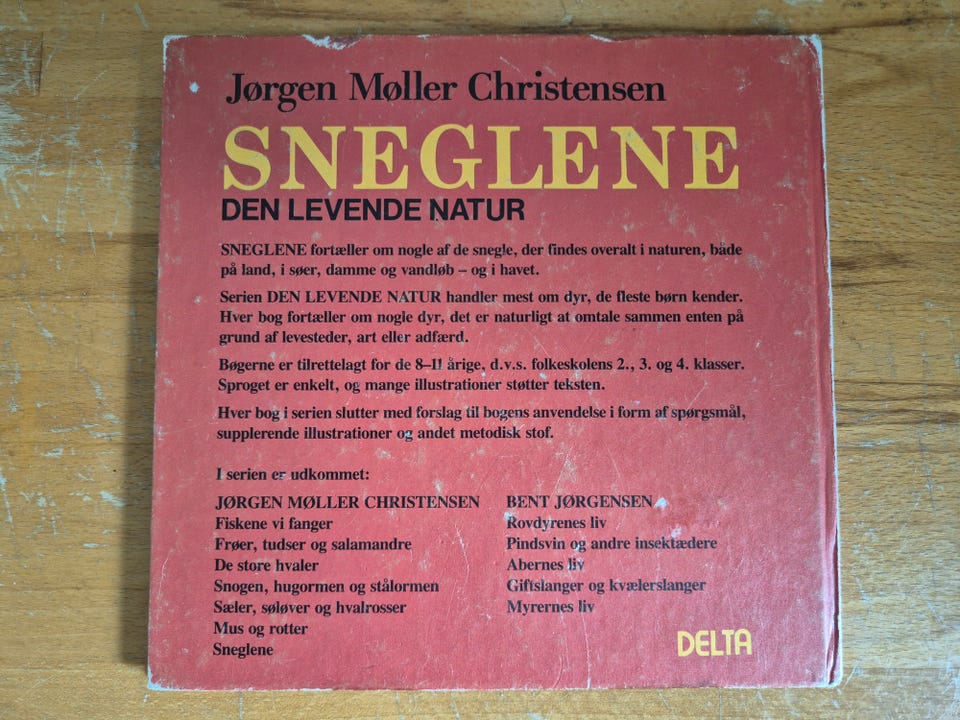 Jørgen Møller Christensen
SNEGLENE
DEN LEVENDE NATUR
SNEGLENE fortæller om nogle af de snegle, der findes overalt i naturen, både
på land, i søer, damme og vandløb – og i havet.
Serien DEN LEVENDE NATUR handler mest om dyr, de fleste børn kender.
Hver bog fortæller om nogle dyr, det er naturligt at omtale sammen enten på
grund af levesteder, art eller adfærd.
Bøgerne er tilrettelagt for de 8–11 årige, d.v.s. folkeskolens 2., 3. og 4. klasser.
Sproget er enkelt, og mange illustrationer støtter teksten.
Hver bog i serien slutter med forslag til bogens anvendelse i form af spørgsmål,
supplerende illustrationer og andet metodisk stof.
I serien er udkommet:
JØRGEN MØLLER CHRISTENSEN
Fiskene vi fanger
Frøer, tudser og salamandre
De store hvaler
Snogen, hugormen og stålormen
Sæler, søløver og hvalrosser
Mus og rotter
Sneglene
BENT JØRGENSEN
Rovdyrenes liv
Pindsvin og andre insektædere
Abernes liv
Giftslanger og kvælerslanger
Myrernes liv
DELTA